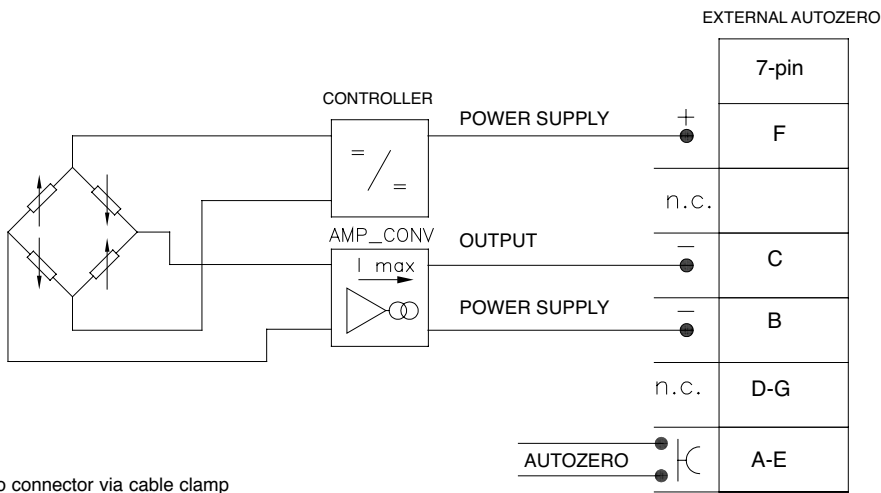 EXTERNAL AUTOZERO
7-pin
CONTROLLER
POWER SUPPLY
+
F
=
/
=
n.c.
AMP_CONV
I max
OUTPUT
–
C
POWER SUPPLY
–
B
n.c.
D-G
AUTOZERO
A-E
o connector via cable clamp